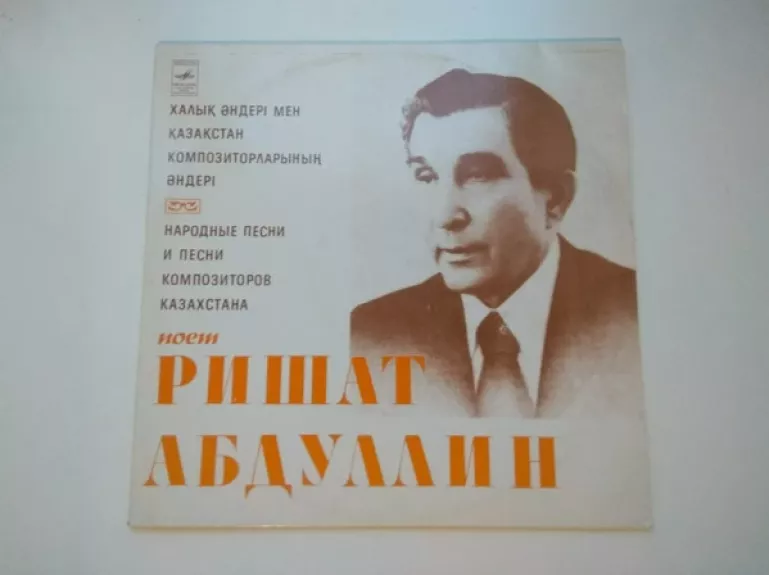 ХАЛЫҚ ӘНДЕРІ МЕН
ҚАЗАҚСТАН
КОМПОЗИТОРЛАРЫНЫҢ
ӘНДЕРІ
НАРОДНЫЕ ПЕСНИ
И ПЕСНИ
КОМПОЗИТОРОВ
КАЗАХСТАНА
поет
РИШАТ
АБДУЛЛИН